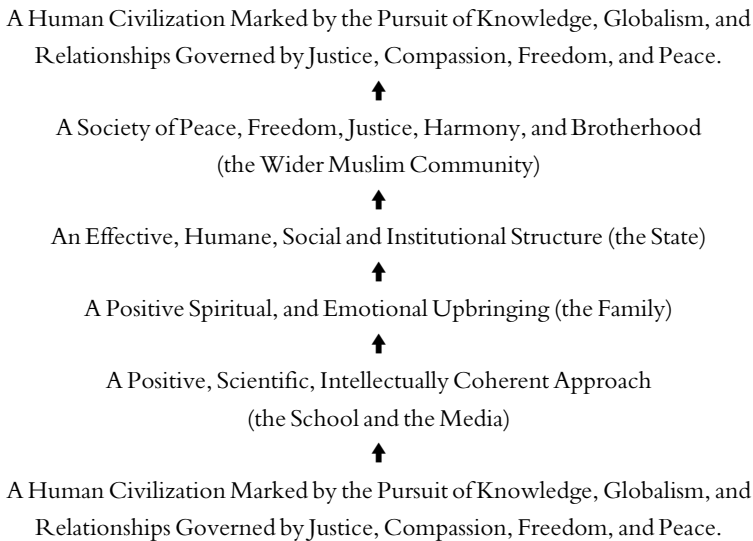 A Human Civilization Marked by the Pursuit of Knowledge, Globalism, and
Relationships Governed by Justice, Compassion, Freedom, and Peace.
A Society of Peace, Freedom, Justice, Harmony, and Brotherhood
(the Wider Muslim Community)
An Effective, Humane, Social and Institutional Structure (the State)
A Positive Spiritual, and Emotional Upbringing (the Family)
A Positive, Scientific, Intellectually Coherent Approach
(the School and the Media)
A Human Civilization Marked by the Pursuit of Knowledge, Globalism, and
Relationships Governed by Justice, Compassion, Freedom, and Peace.